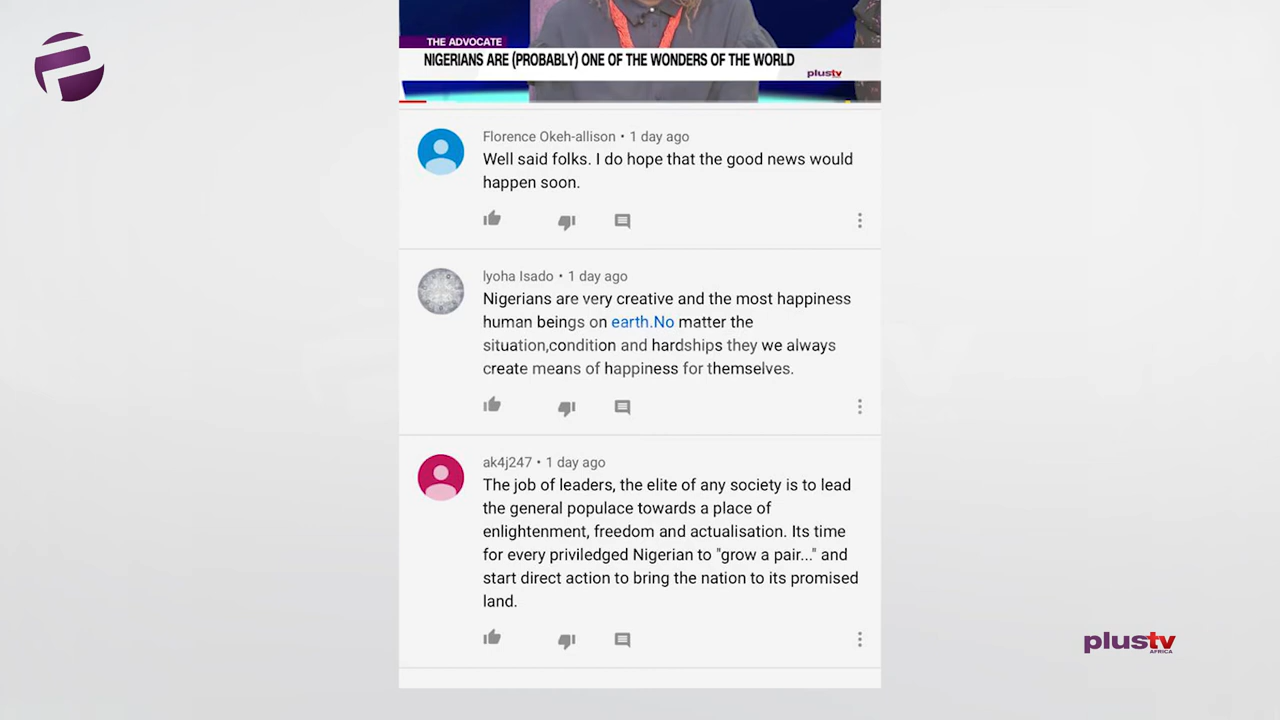 THE ADVOCATE
NIGERIANS ARE (PROBABLY) ONE OF THE WONDERS OF THE WORLD
plustv
Florence Okeh-allison • 1 day ago
Well said folks. I do hope that the good news would
happen soon.
Iyoha Isado • 1 day ago
Nigerians are very creative and the most happiness
human beings on earth.No matter the
situation,condition and hardships they we always
create means of happiness for themselves.
ak4j247 • 1 day ago
The job of leaders, the elite of any society is to lead
the general populace towards a place of
enlightenment, freedom and actualisation. Its time
for every priviledged Nigerian to "grow a pair..." and
start direct action to bring the nation to its promised
land.
plustv
AFRICA